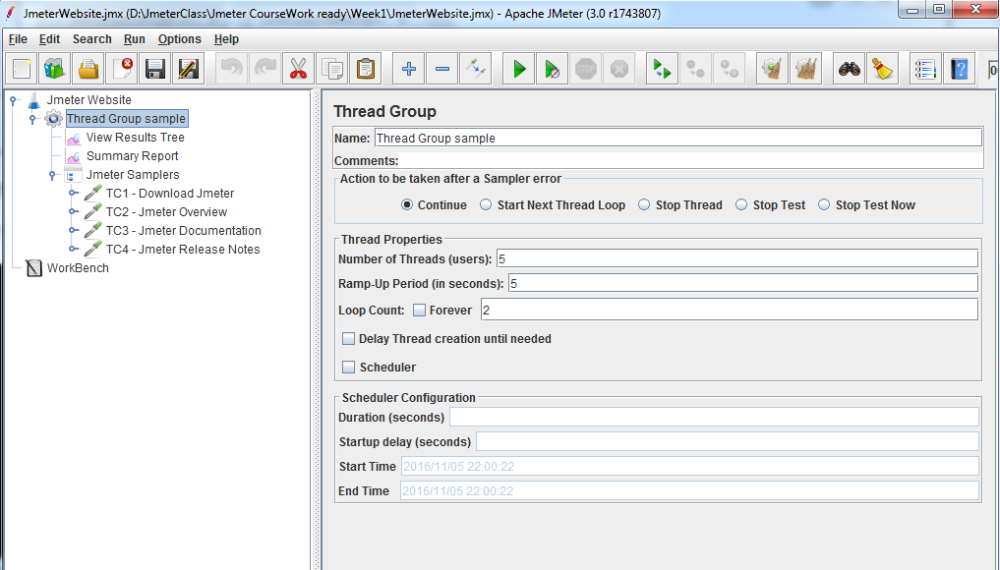 JmeterWebsite.jmx (D:\JmeterClass\Jmeter CourseWork ready\Week1\JmeterWebsite.jmx) - Apache JMeter (3.0 r1743807)
File Edit Search Run Options Help
STOP
Jmeter Website
Thread Group sample
View Results Tree
Summary Report
Jmeter Samplers
TC1 - Download Jmeter
TC2 - Jmeter Overview
TC3 - Jmeter Documentation
TC4 - Jmeter Release Notes
WorkBench
Thread Group
Name: Thread Group sample
Comments:
Action to be taken after a Sampler error
Continue Start Next Thread Loop Stop Thread Stop Test Stop Test Now
Thread Properties
Number of Threads (users): 5
Ramp-Up Period (in seconds): 5
Loop Count: Forever 2
Delay Thread creation until needed
Scheduler
Scheduler Configuration
Duration (seconds)
Startup delay (seconds)
Start Time 2016/11/05 22:00:22
End Time 2016/11/05 22:00:22